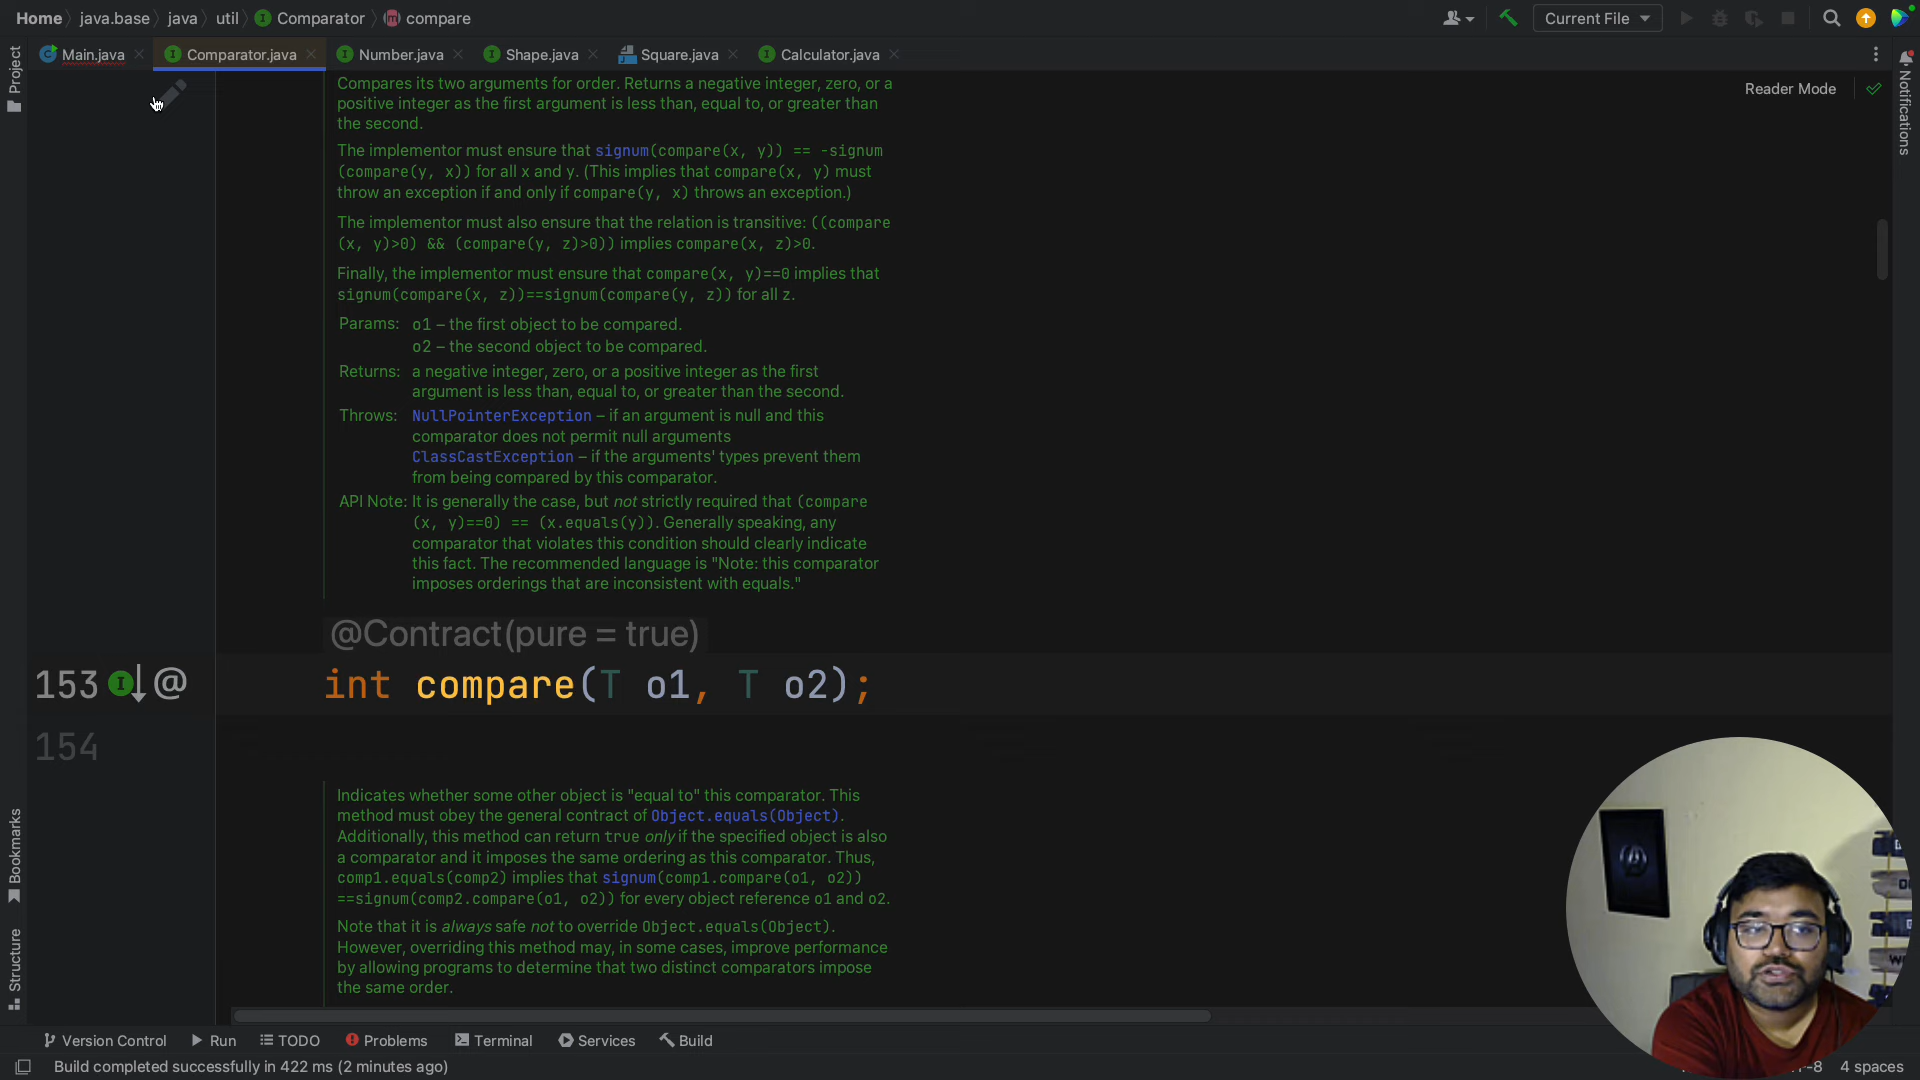 Home java.base java util Comparator compare Current File
Main.java Comparator.java Number.java Shape.java Square.java Calculator.java
Project
Notifications
Reader Mode
Compares its two arguments for order. Returns a negative integer, zero, or a
positive integer as the first argument is less than, equal to, or greater than
the second.
The implementor must ensure that signum(compare(x, y)) == -signum
(compare(y, x)) for all x and y. (This implies that compare(x, y) must
throw an exception if and only if compare(y, x) throws an exception.)
The implementor must also ensure that the relation is transitive: ((compare
(x, y)>0) && (compare(y, z)>0)) implies compare(x, z)>0.
Finally, the implementor must ensure that compare(x, y)==0 implies that
signum(compare(x, z))==signum(compare(y, z)) for all z.
Params: o1 – the first object to be compared.
o2 – the second object to be compared.
Returns: a negative integer, zero, or a positive integer as the first
argument is less than, equal to, or greater than the second.
Throws: NullPointerException – if an argument is null and this
comparator does not permit null arguments
ClassCastException – if the arguments' types prevent them
from being compared by this comparator.
API Note: It is generally the case, but not strictly required that (compare
(x, y)==0) == (x.equals(y)). Generally speaking, any
comparator that violates this condition should clearly indicate
this fact. The recommended language is "Note: this comparator
imposes orderings that are inconsistent with equals."
@Contract(pure = true)
153 @ int compare(T o1, T o2);
154
Indicates whether some other object is "equal to" this comparator. This
method must obey the general contract of Object.equals(Object).
Additionally, this method can return true only if the specified object is also
a comparator and it imposes the same ordering as this comparator. Thus,
comp1.equals(comp2) implies that signum(comp1.compare(o1, o2))
==signum(comp2.compare(o1, o2)) for every object reference o1 and o2.
Note that it is always safe not to override Object.equals(Object).
However, overriding this method may, in some cases, improve performance
by allowing programs to determine that two distinct comparators impose
the same order.
Bookmarks
Structure
Version Control Run TODO Problems Terminal Services Build
Build completed successfully in 422 ms (2 minutes ago) 4 spaces